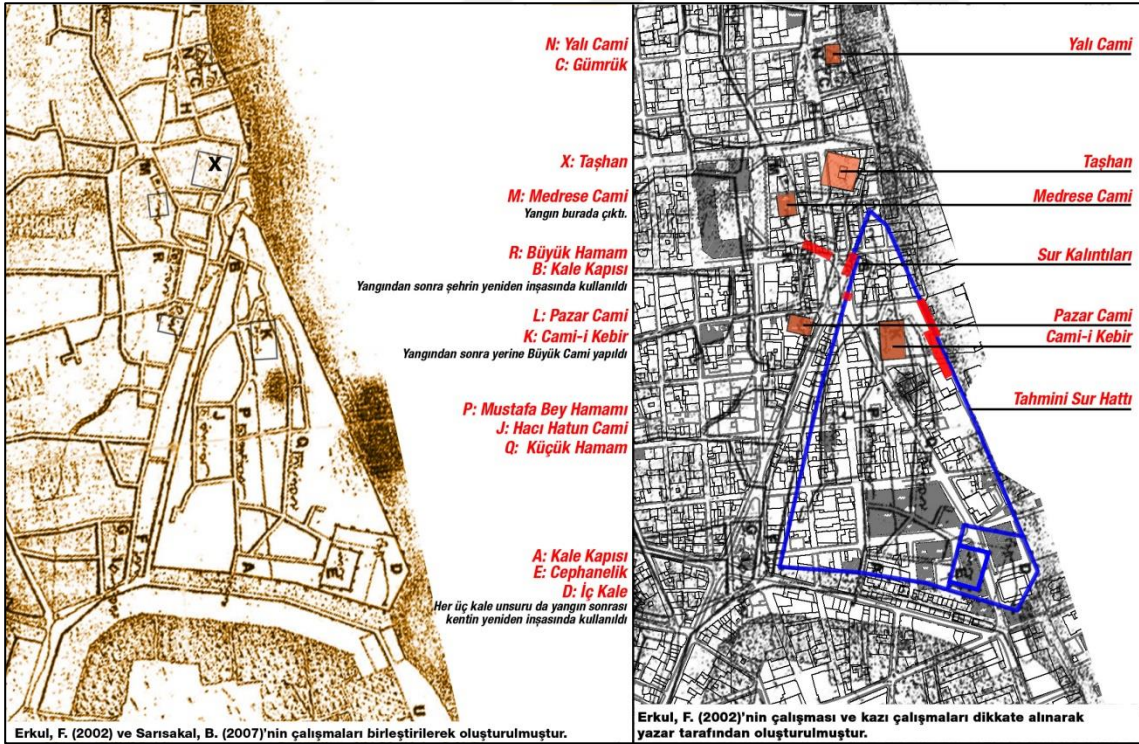 N: Yalı Cami
C: Gümrük
X
X: Taşhan
M: Medrese Cami
Yangın burada çıktı.
R: Büyük Hamam
B: Kale Kapısı
Yangından sonra şehrin yeniden inşasında kullanıldı
L: Pazar Cami
K: Cami-i Kebir
Yangından sonra yerine Büyük Cami yapıldı
P: Mustafa Bey Hamamı
J: Hacı Hatun Cami
Q: Küçük Hamam
A: Kale Kapısı
E: Cephanelik
D: İç Kale
Her üç kale unsuru da yangın sonrası
kentin yeniden inşasında kullanıldı
N
C
H
M
R
B
L
K
J
P
Q
G
F
A
E
D
U
Erkul, F. (2002) ve Sarısakal, B. (2007)'nin çalışmaları birleştirilerek oluşturulmuştur.
Yalı Cami
Taşhan
Medrese Cami
Sur Kalıntıları
Pazar Cami
Cami-i Kebir
Tahmini Sur Hattı
E
D
Erkul, F. (2002)'nin çalışması ve kazı çalışmaları dikkate alınarak
yazar tarafından oluşturulmuştur.